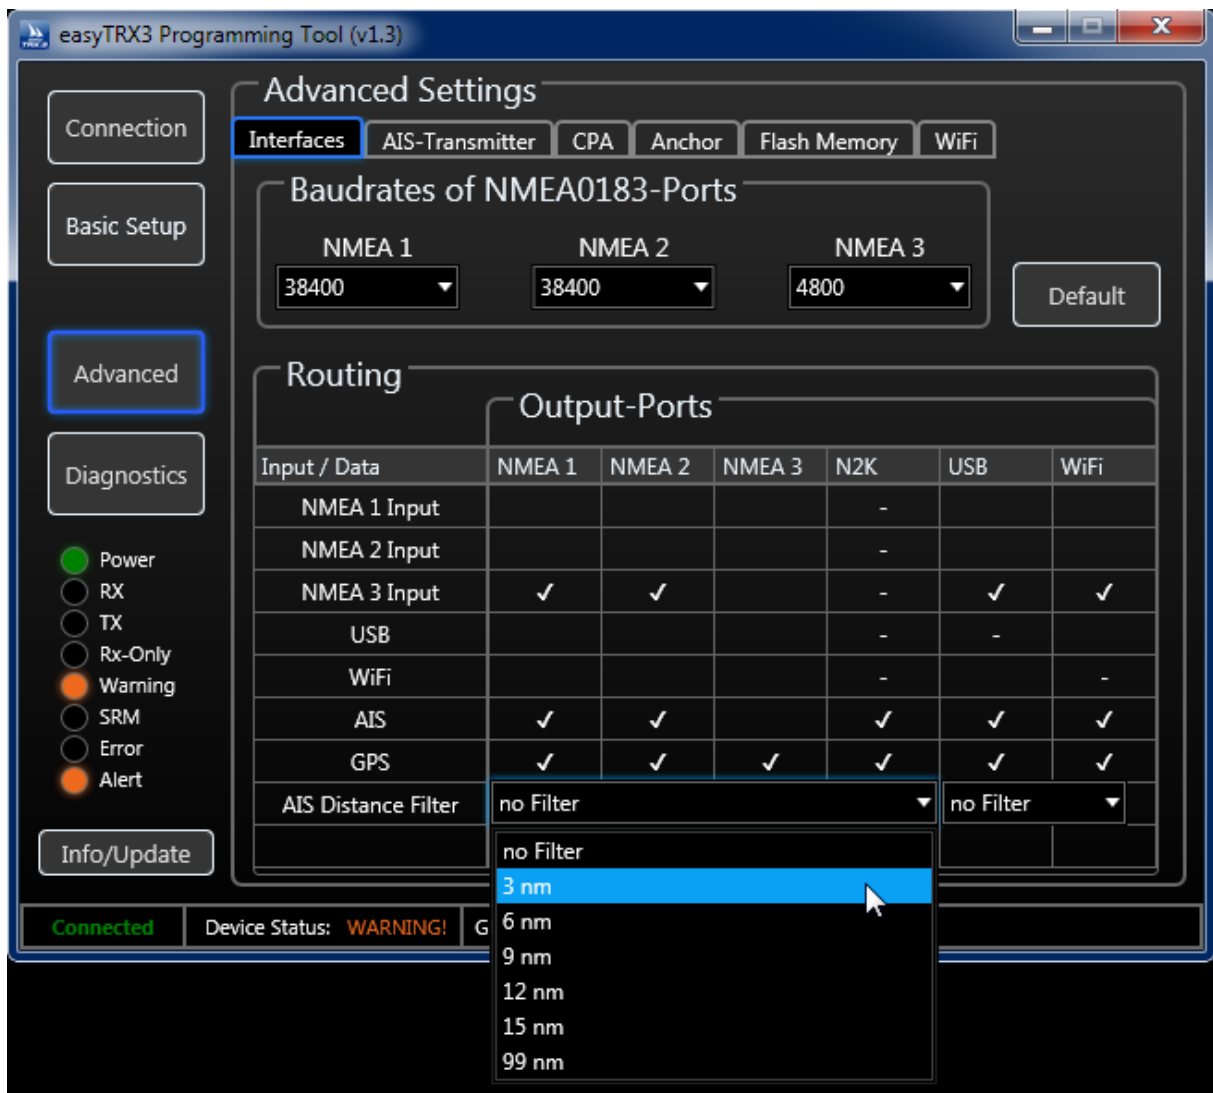 easyTRX3 Programming Tool (v1.3)
Connection
Basic Setup
Advanced
Diagnostics
Power
RX
TX
Rx-Only
Warning
SRM
Error
Alert
Info/Update
Advanced Settings
Interfaces AIS-Transmitter CPA Anchor Flash Memory WiFi
Baudrates of NMEA0183-Ports
NMEA 1 NMEA 2 NMEA 3
38400 38400 4800
Default
Routing
Output-Ports
Input / Data NMEA 1 NMEA 2 NMEA 3 N2K USB WiFi
NMEA 1 Input -
NMEA 2 Input -
NMEA 3 Input ✓ ✓ - ✓ ✓
USB - -
WiFi - -
AIS ✓ ✓ ✓ ✓ ✓
GPS ✓ ✓ ✓ ✓ ✓ ✓
AIS Distance Filter no Filter no Filter
no Filter
3 nm
6 nm
9 nm
12 nm
15 nm
99 nm
Connected Device Status: WARNING! G